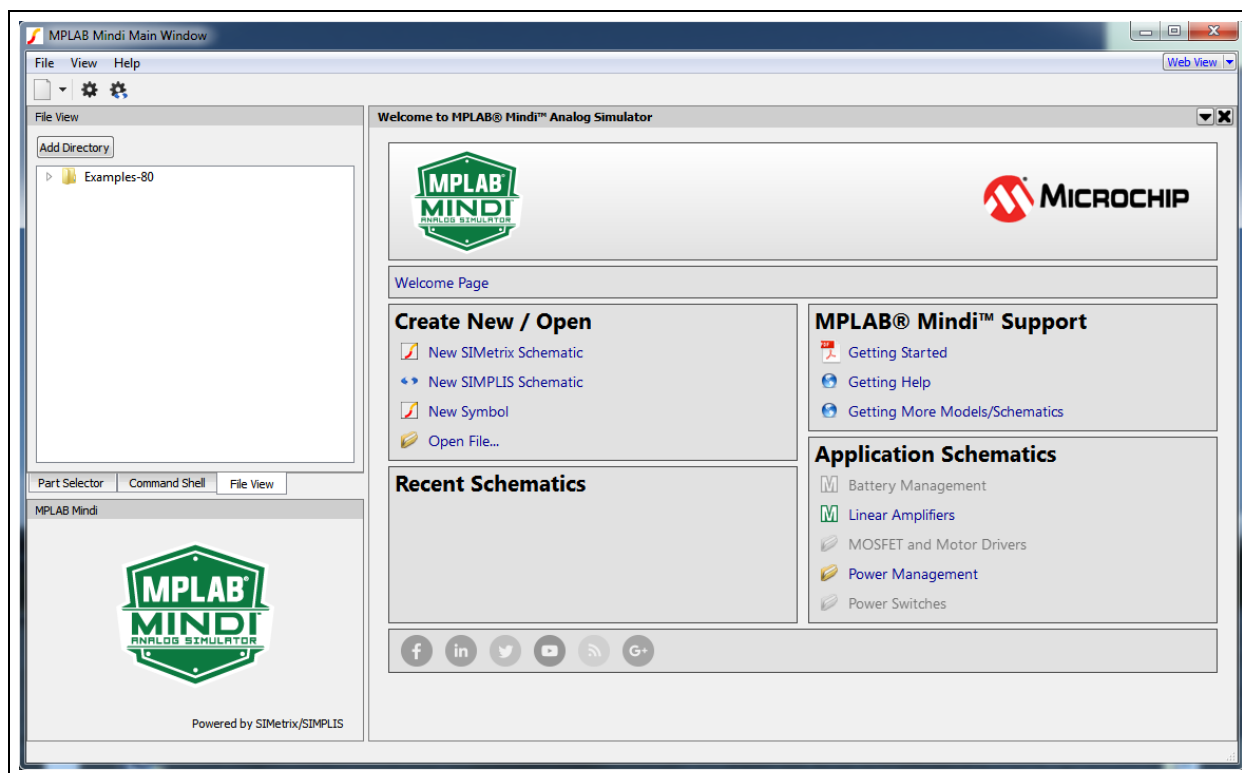 MPLAB Mindi Main Window
File View Help
Web View
File View
Add Directory
Examples-80
Part Selector
Command Shell
File View
MPLAB Mindi
MPLAB
MINDI
ANALOG SIMULATOR
Powered by SIMetrix/SIMPLIS
Welcome to MPLAB® Mindi™ Analog Simulator
MPLAB
MINDI
ANALOG SIMULATOR
MICROCHIP
Welcome Page
Create New / Open
New SIMetrix Schematic
New SIMPLIS Schematic
New Symbol
Open File...
Recent Schematics
MPLAB® Mindi™ Support
Getting Started
Getting Help
Getting More Models/Schematics
Application Schematics
Battery Management
Linear Amplifiers
MOSFET and Motor Drivers
Power Management
Power Switches
f in G+